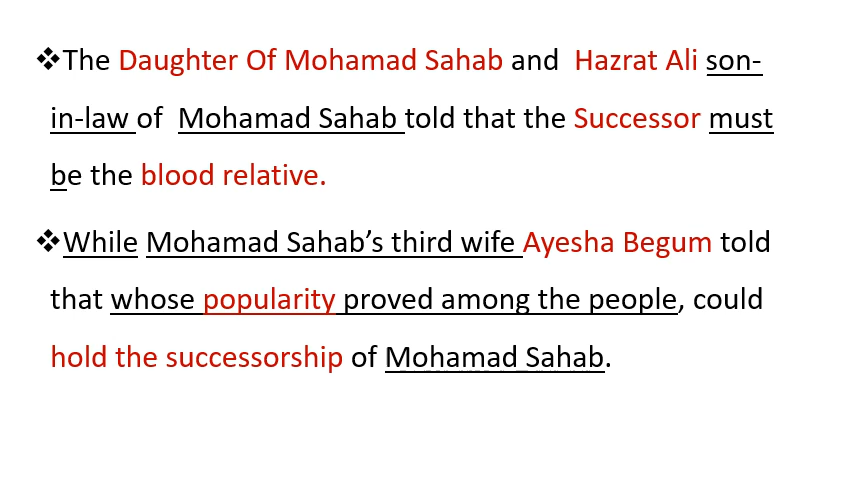 ❖The Daughter Of Mohamad Sahab and Hazrat Ali son-
in-law of Mohamad Sahab told that the Successor must
be the blood relative.
❖While Mohamad Sahab’s third wife Ayesha Begum told
that whose popularity proved among the people, could
hold the successorship of Mohamad Sahab.